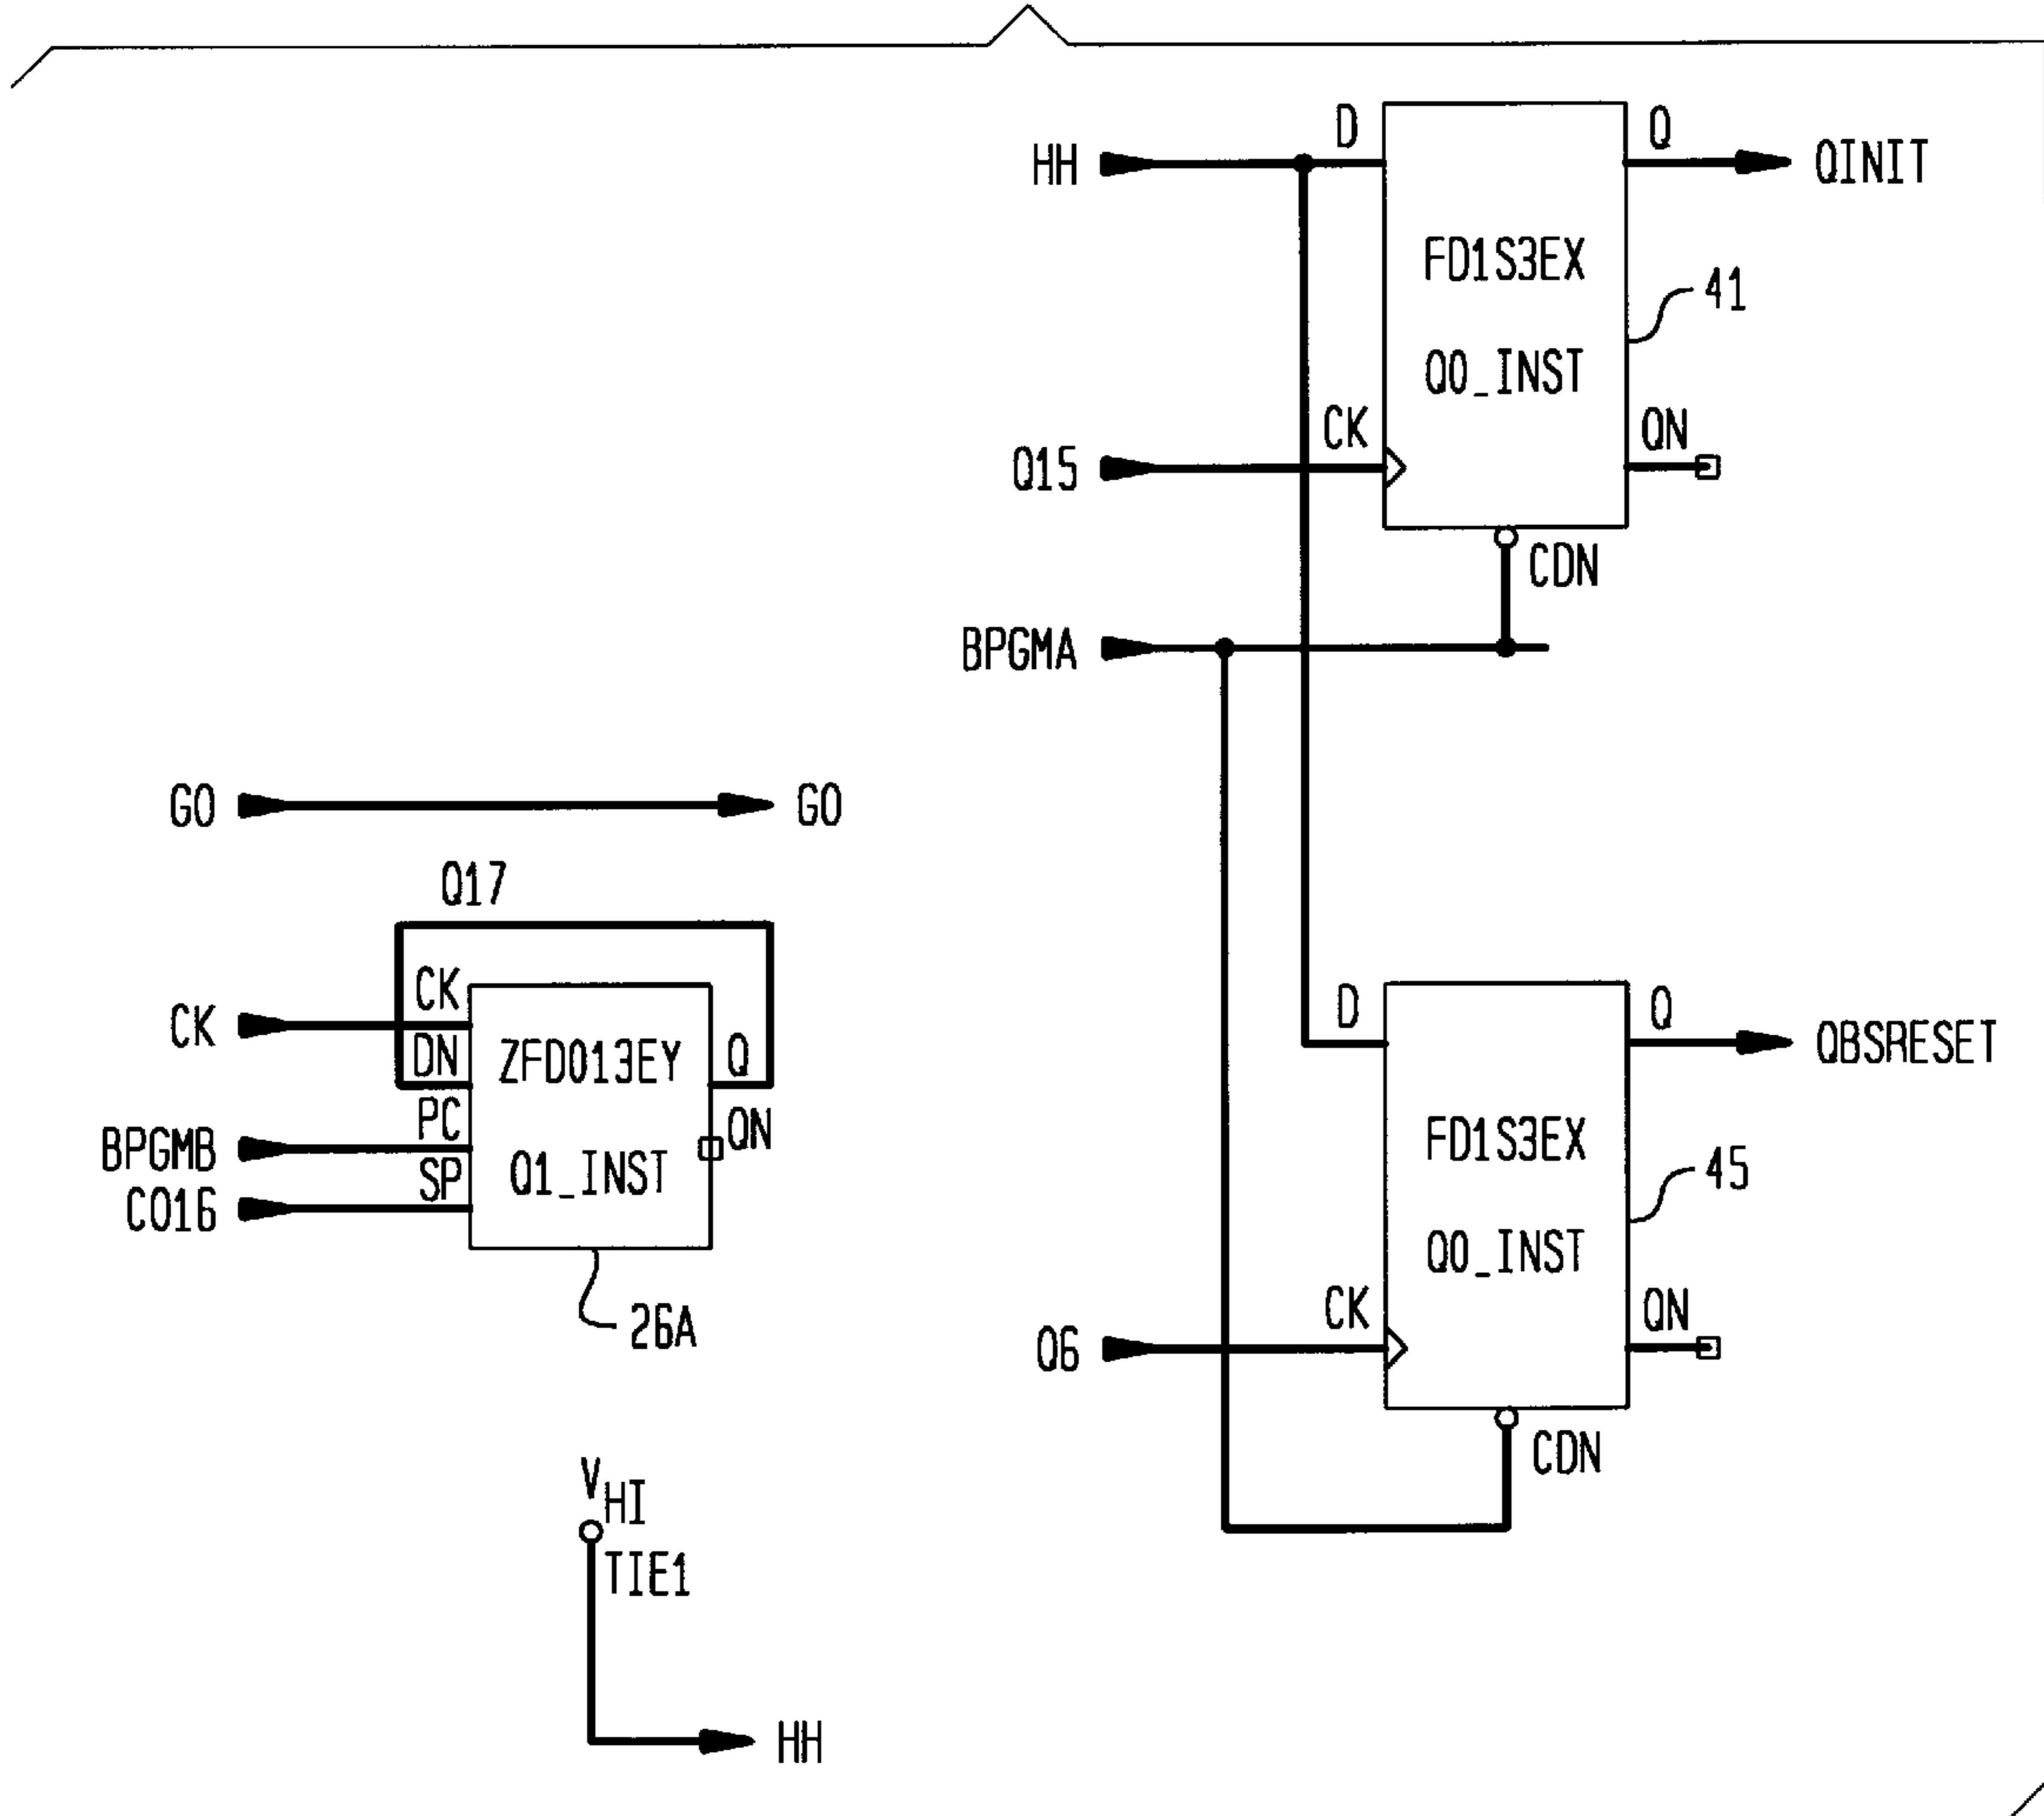 HH
D
Q
QINIT
FD1S3EX
41
Q0_INST
CK
QN
Q15
CDN
BPGMA
GO
GO
Q17
CK
CK
DN
ZFD013EY
Q
PC
QN
BPGMB
Q1_INST
SP
CO16
26A
D
Q
QBSRESET
FD1S3EX
45
Q0_INST
CK
QN
Q6
CDN
VHI
TIE1
HH